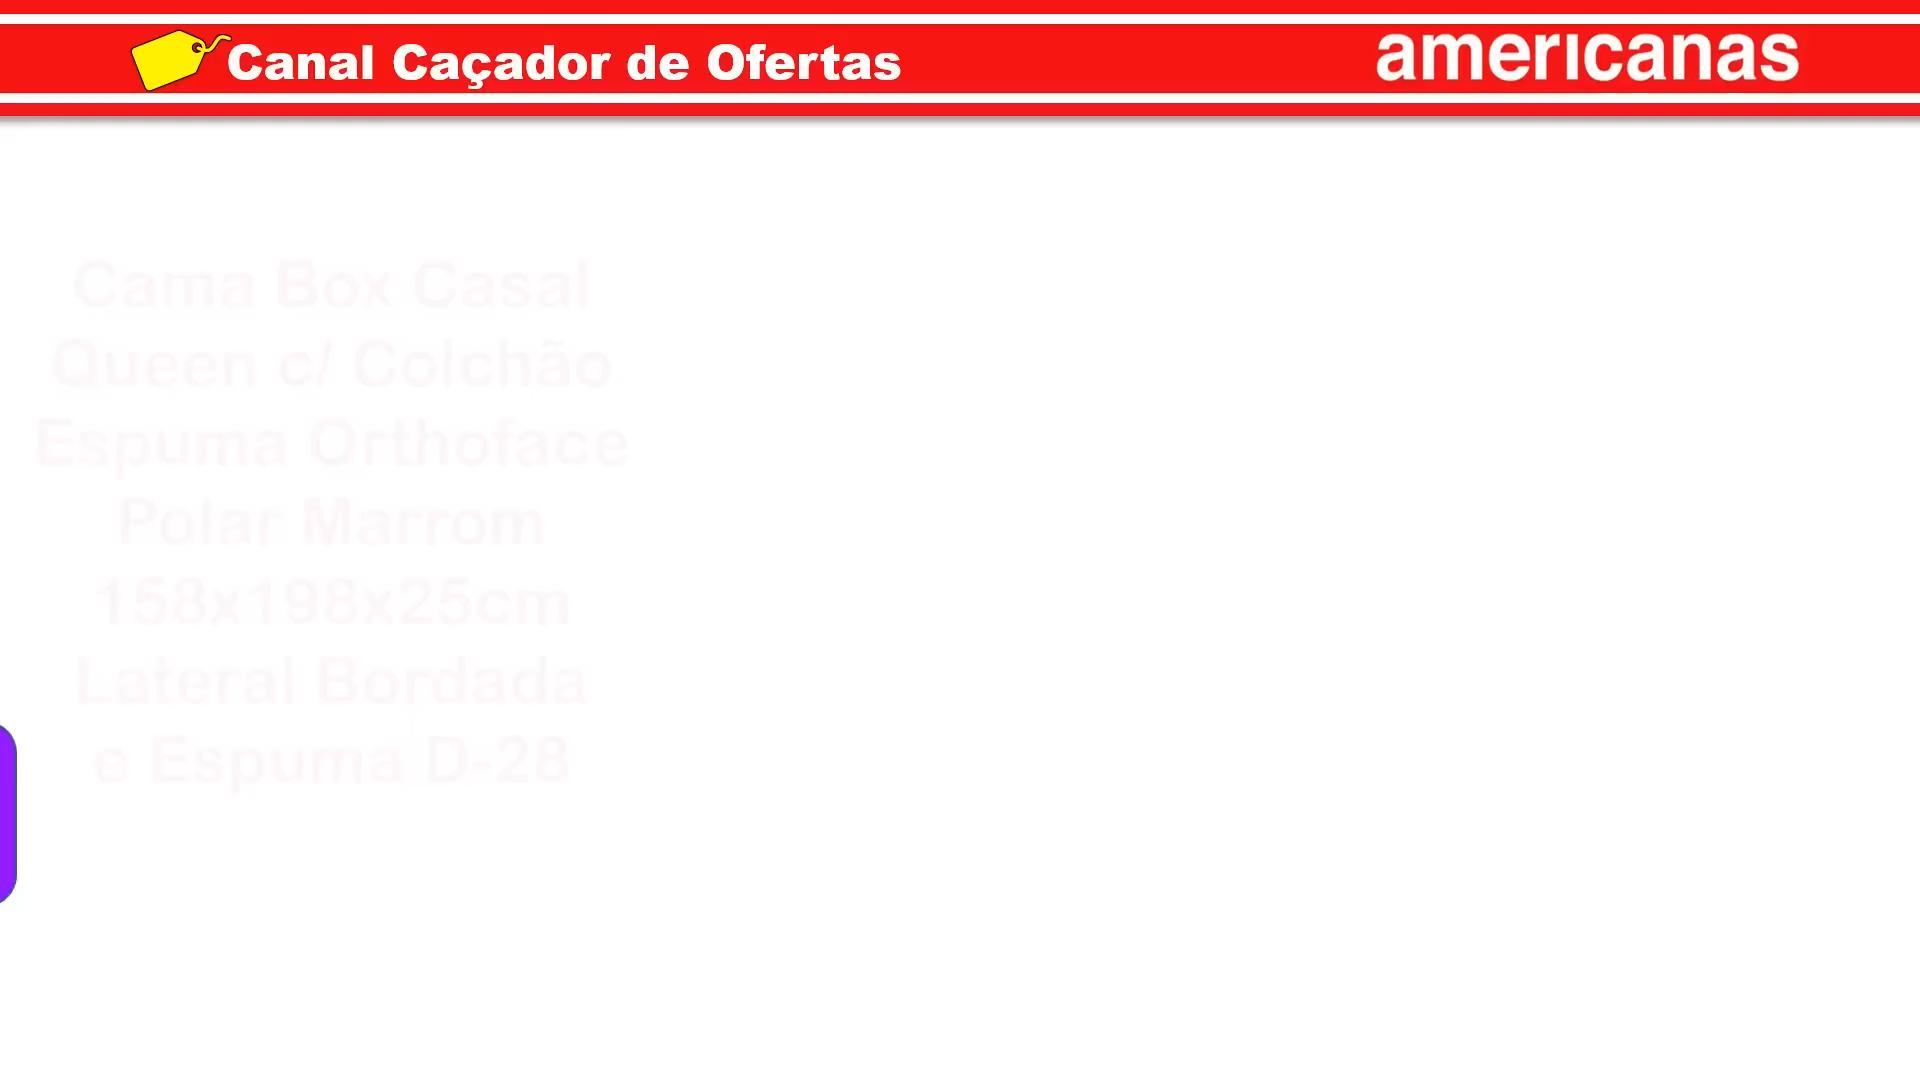 Canal Caçador de Ofertas
americanas
Cama Box Casal
Queen c/ Colchão
Espuma Orthoface
Polar Marrom
158x198x25cm
Lateral Bordada
e Espuma D-28